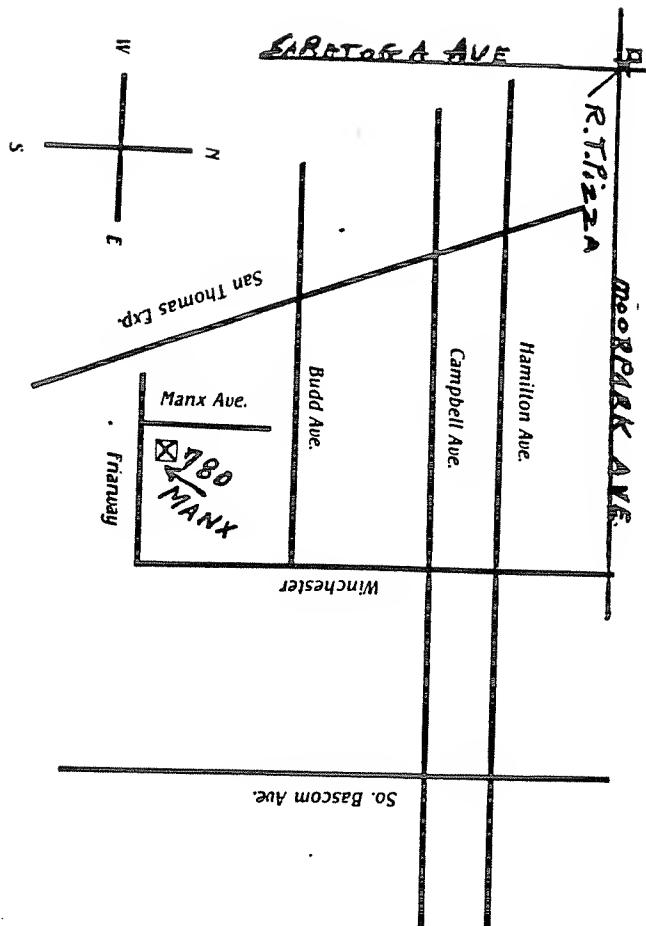 SARATOGA AVE
R.T. PizzA
MOORPARK AVE.
W
N
S
E
San Thomas Exp.
Hamilton Ave.
Campbell Ave.
Budd Ave.
Manx Ave.
780
MANX
Friarway
Winchester
So. Bascom Ave.